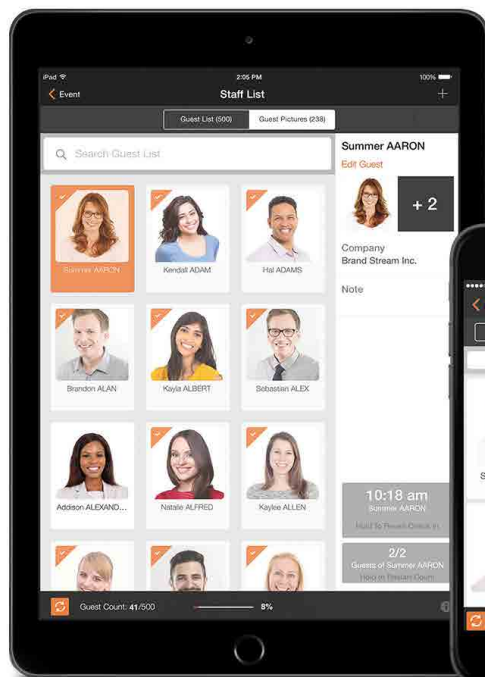 iPad
2:05 PM
100%
Event
Staff List
+
Guest List (500)
Guest Pictures (238)
Search Guest List
Summer AARON
Edit Guest
+ 2
Company
Brand Stream Inc.
Note
Summer AARON
Kendall ADAM
Hal ADAMS
Brandon ALAN
Kayla ALBERT
Sebastian ALEX
Addison ALEXAND...
Natalie ALFRED
Kaylee ALLEN
10:18 am
Summer AARON
Hold To Reset Check-In
2/2
Guests of Summer AARON
Hold to Reset Count
Guest Count: 41/500
8%
S